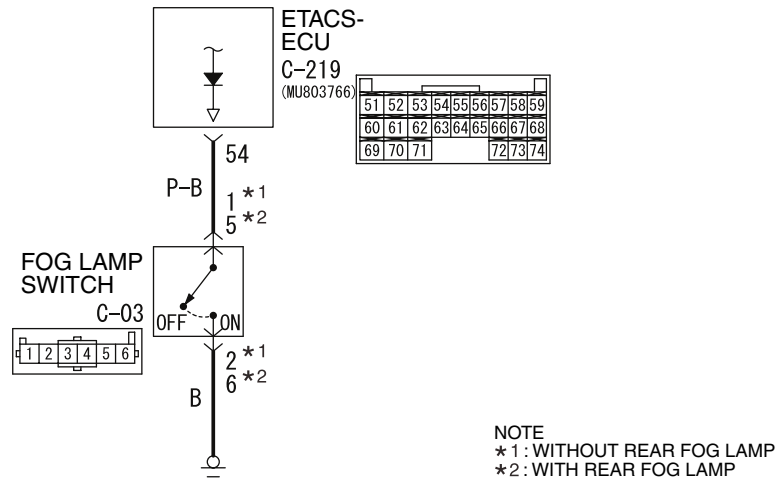 ETACS-
ECU
C-219
(MU803766)
51 52 53 54 55 56 57 58 59
60 61 62 63 64 65 66 67 68
69 70 71 72 73 74
54
P-B
1 *1
5 *2
FOG LAMP
SWITCH
C-03
OFF ON
1 2 3 4 5 6
2 *1
6 *2
B
NOTE
*1: WITHOUT REAR FOG LAMP
*2: WITH REAR FOG LAMP